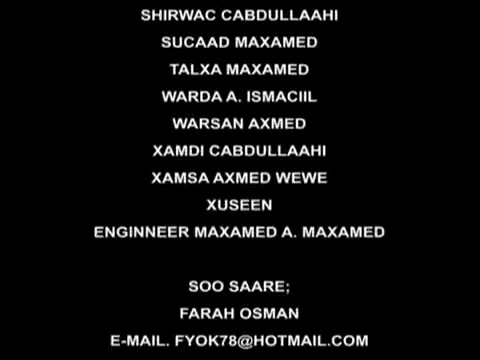 SHIRWAC CABDULLAAHI
SUCAAD MAXAMED
TALXA MAXAMED
WARDA A. ISMACIIL
WARSAN AXMED
XAMDI CABDULLAAHI
XAMSA AXMED WEWE
XUSEEN
ENGINNEER MAXAMED A. MAXAMED
SOO SAARE;
FARAH OSMAN
E-MAIL. FYOK78@HOTMAIL.COM